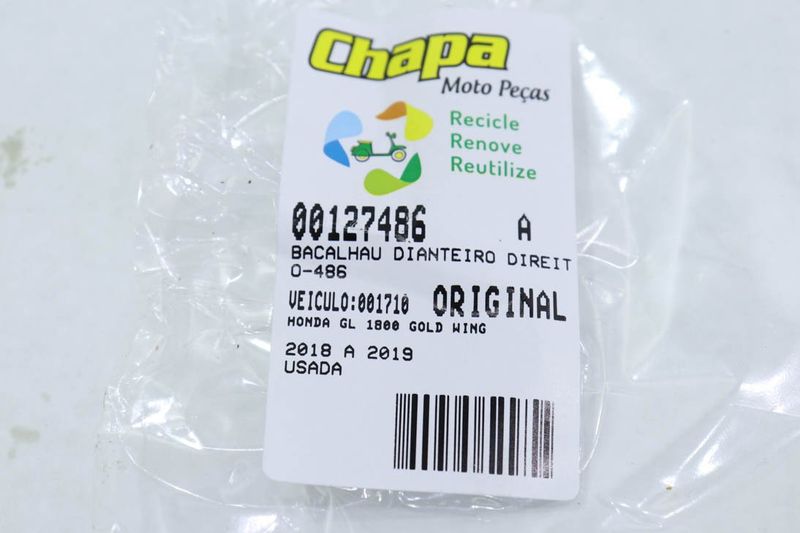 Chapa
Moto Peças
Recicle
Renove
Reutilize
00127486 A
BACALHAU DIANTEIRO DIREIT
O-486
VEICULO:001710 ORIGINAL
HONDA GL 1800 GOLD WING
2018 A 2019
USADA